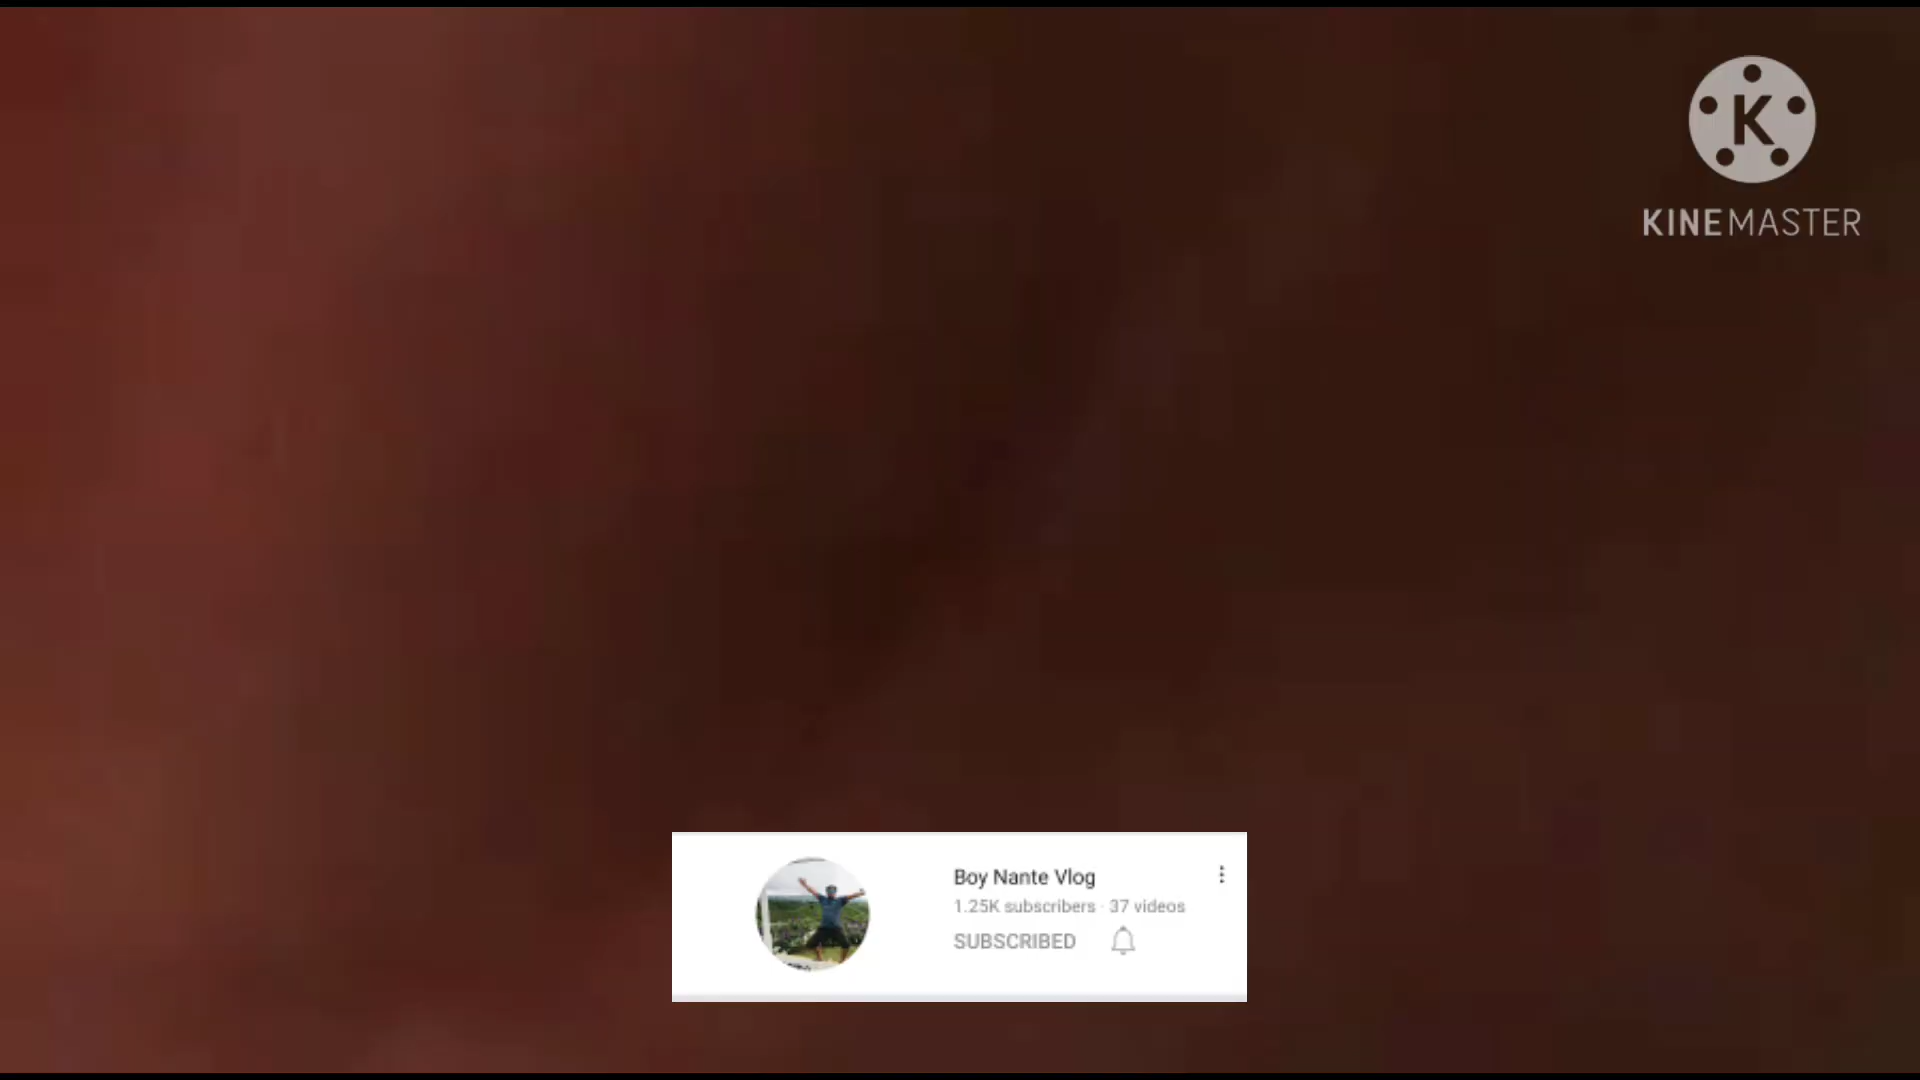 K
KINEMASTER
Boy Nante Vlog
1.25K subscribers · 37 videos
SUBSCRIBED